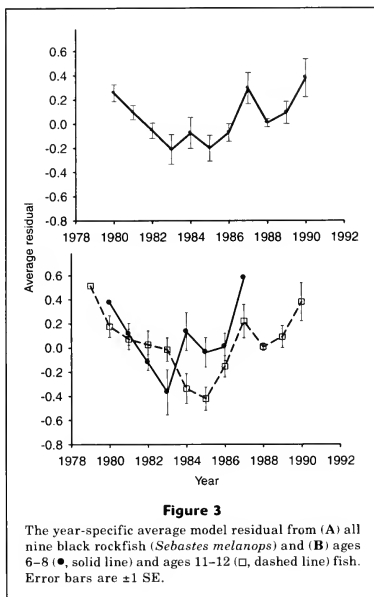 0.6
0.4
0.2
0.0
-0.2
-0.4
-0.6
-0.8
1978 1980 1982 1984 1986 1988 1990 1992
Average residual
0.6
0.4
0.2
0.0
-0.2
-0.4
-0.6
-0.8
1978 1980 1982 1984 1986 1988 1990 1992
Year
Figure 3
The year-specific average model residual from (A) all
nine black rockfish (Sebastes melanops) and (B) ages
6–8 (●, solid line) and ages 11–12 (□, dashed line) fish.
Error bars are ±1 SE.